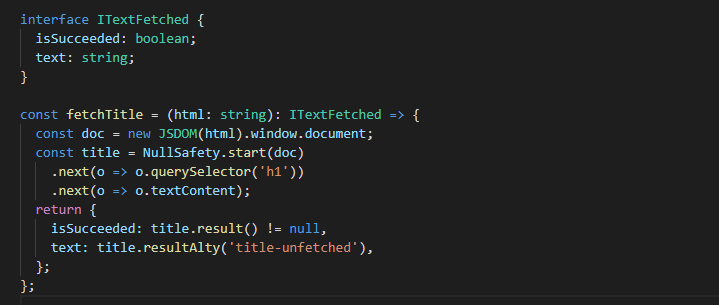 interface ITextFetched {
  isSucceeded: boolean;
  text: string;
}

const fetchTitle = (html: string): ITextFetched => {
  const doc = new JSDOM(html).window.document;
  const title = NullSafety.start(doc)
    .next(o => o.querySelector('h1'))
    .next(o => o.textContent);
  return {
    isSucceeded: title.result() != null,
    text: title.resultAlty('title-unfetched'),
  };
};